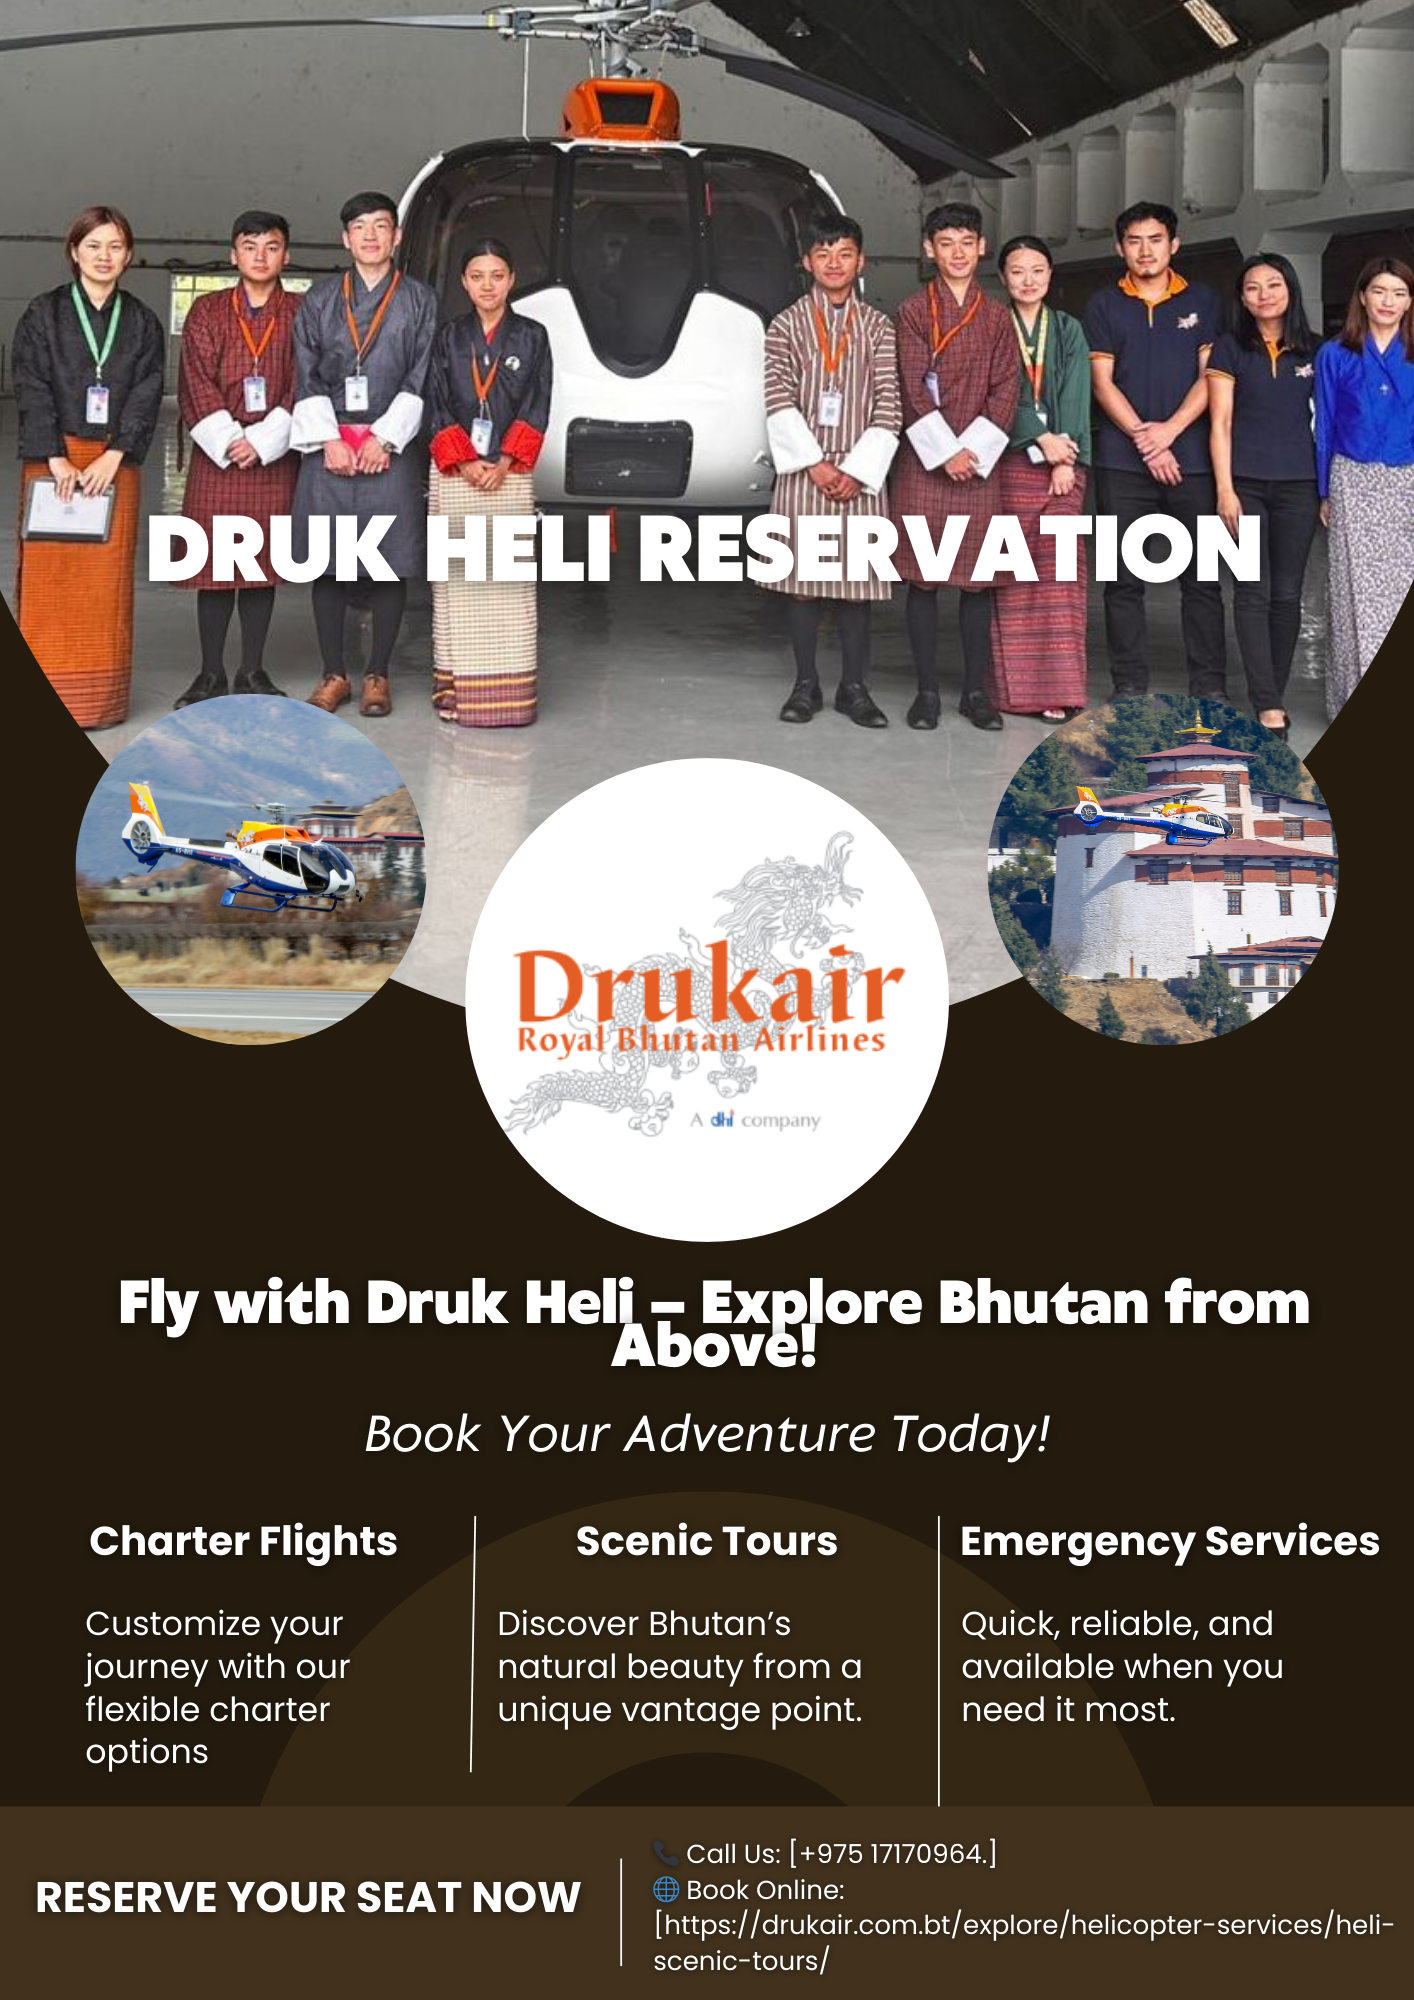 DRUK HELI RESERVATION
Drukair
Royal Bhutan Airlines
A dhi company
Fly with Druk Heli – Explore Bhutan from
Above!
Book Your Adventure Today!
Charter Flights
Customize your
journey with our
flexible charter
options
Scenic Tours
Discover Bhutan’s
natural beauty from a
unique vantage point.
Emergency Services
Quick, reliable, and
available when you
need it most.
RESERVE YOUR SEAT NOW
📞 Call Us: [+975 17170964.]
🌐 Book Online:
[https://drukair.com.bt/explore/helicopter-services/heli-
scenic-tours/